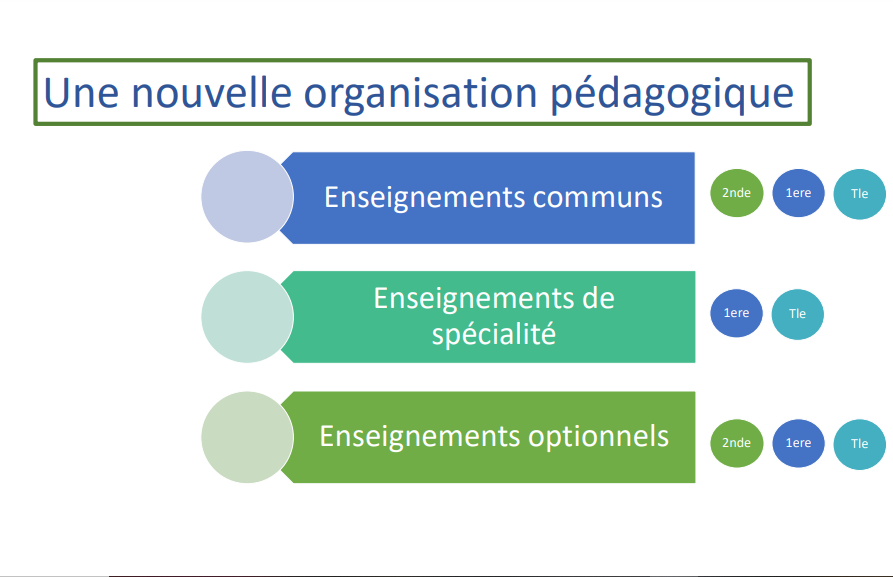 Une nouvelle organisation pédagogique
Enseignements communs
2nde
1ere
Tle
Enseignements de
spécialité
1ere
Tle
Enseignements optionnels
2nde
1ere
Tle